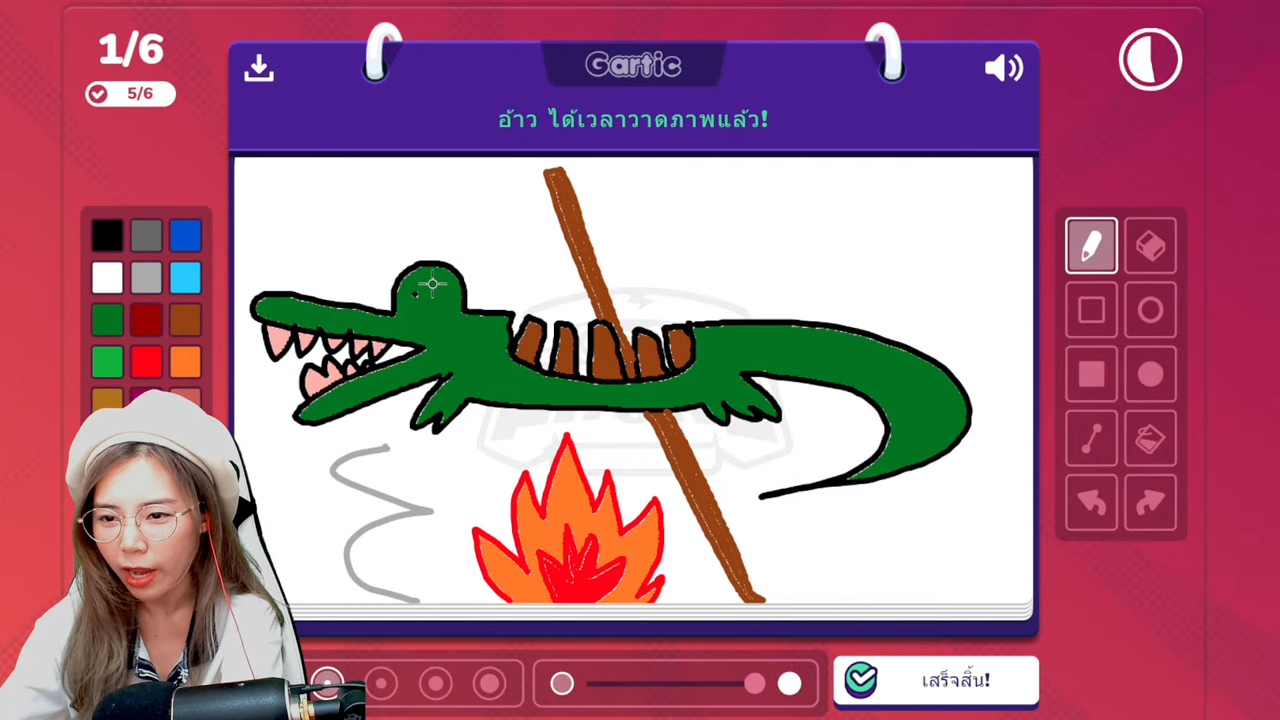 1/6
5/6
Gartic
อ้าว ได้เวลาวาดภาพแล้ว!
เสร็จสิ้น!